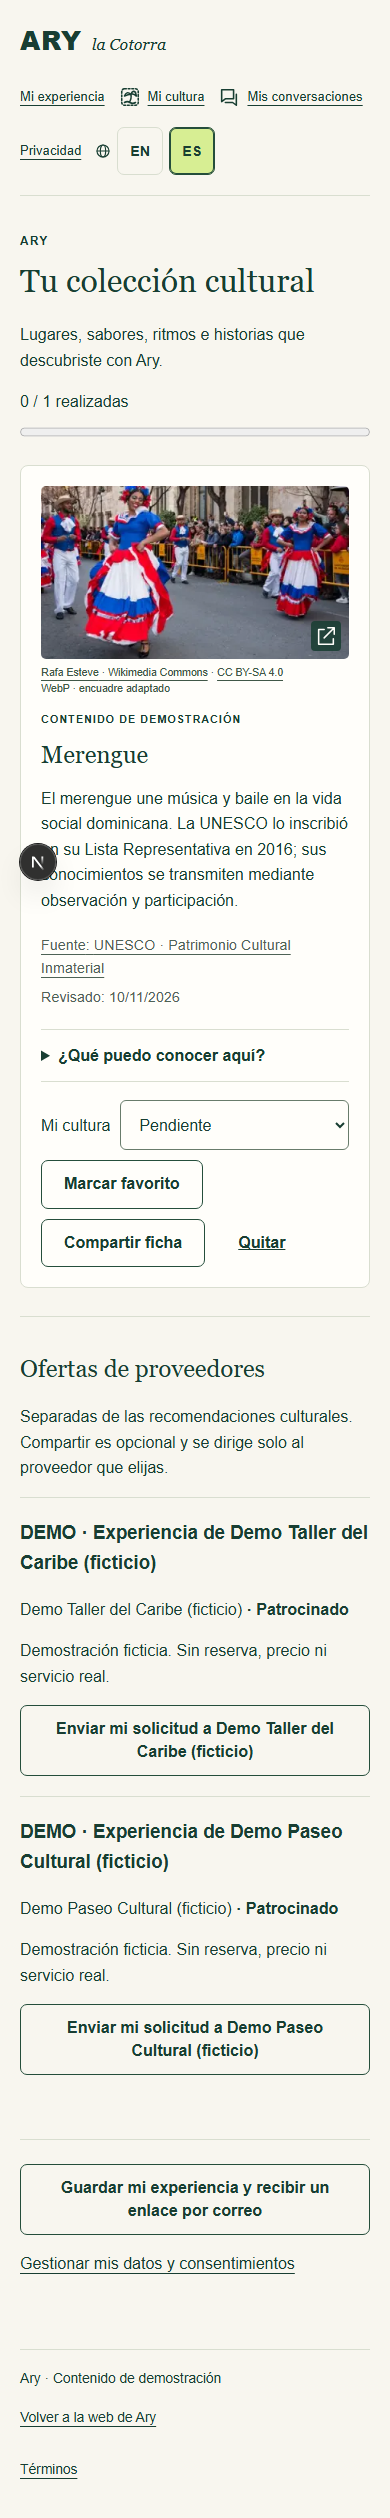 ARY la Cotorra
Mi experiencia Mi cultura Mis conversaciones
Privacidad EN ES
ARY
Tu colección cultural
Lugares, sabores, ritmos e historias que
descubriste con Ary.
0 / 1 realizadas
Rafa Esteve · Wikimedia Commons · CC BY-SA 4.0
WebP · encuadre adaptado
CONTENIDO DE DEMOSTRACIÓN
Merengue
El merengue une música y baile en la vida
social dominicana. La UNESCO lo inscribió
en su Lista Representativa en 2016; sus
conocimientos se transmiten mediante
observación y participación.
Fuente: UNESCO · Patrimonio Cultural
Inmaterial
Revisado: 10/11/2026
¿Qué puedo conocer aquí?
Mi cultura Pendiente
Marcar favorito
Compartir ficha Quitar
Ofertas de proveedores
Separadas de las recomendaciones culturales.
Compartir es opcional y se dirige solo al
proveedor que elijas.
DEMO · Experiencia de Demo Taller del
Caribe (ficticio)
Demo Taller del Caribe (ficticio) · Patrocinado
Demostración ficticia. Sin reserva, precio ni
servicio real.
Enviar mi solicitud a Demo Taller del
Caribe (ficticio)
DEMO · Experiencia de Demo Paseo
Cultural (ficticio)
Demo Paseo Cultural (ficticio) · Patrocinado
Demostración ficticia. Sin reserva, precio ni
servicio real.
Enviar mi solicitud a Demo Paseo
Cultural (ficticio)
Guardar mi experiencia y recibir un
enlace por correo
Gestionar mis datos y consentimientos
Ary · Contenido de demostración
Volver a la web de Ary
Términos